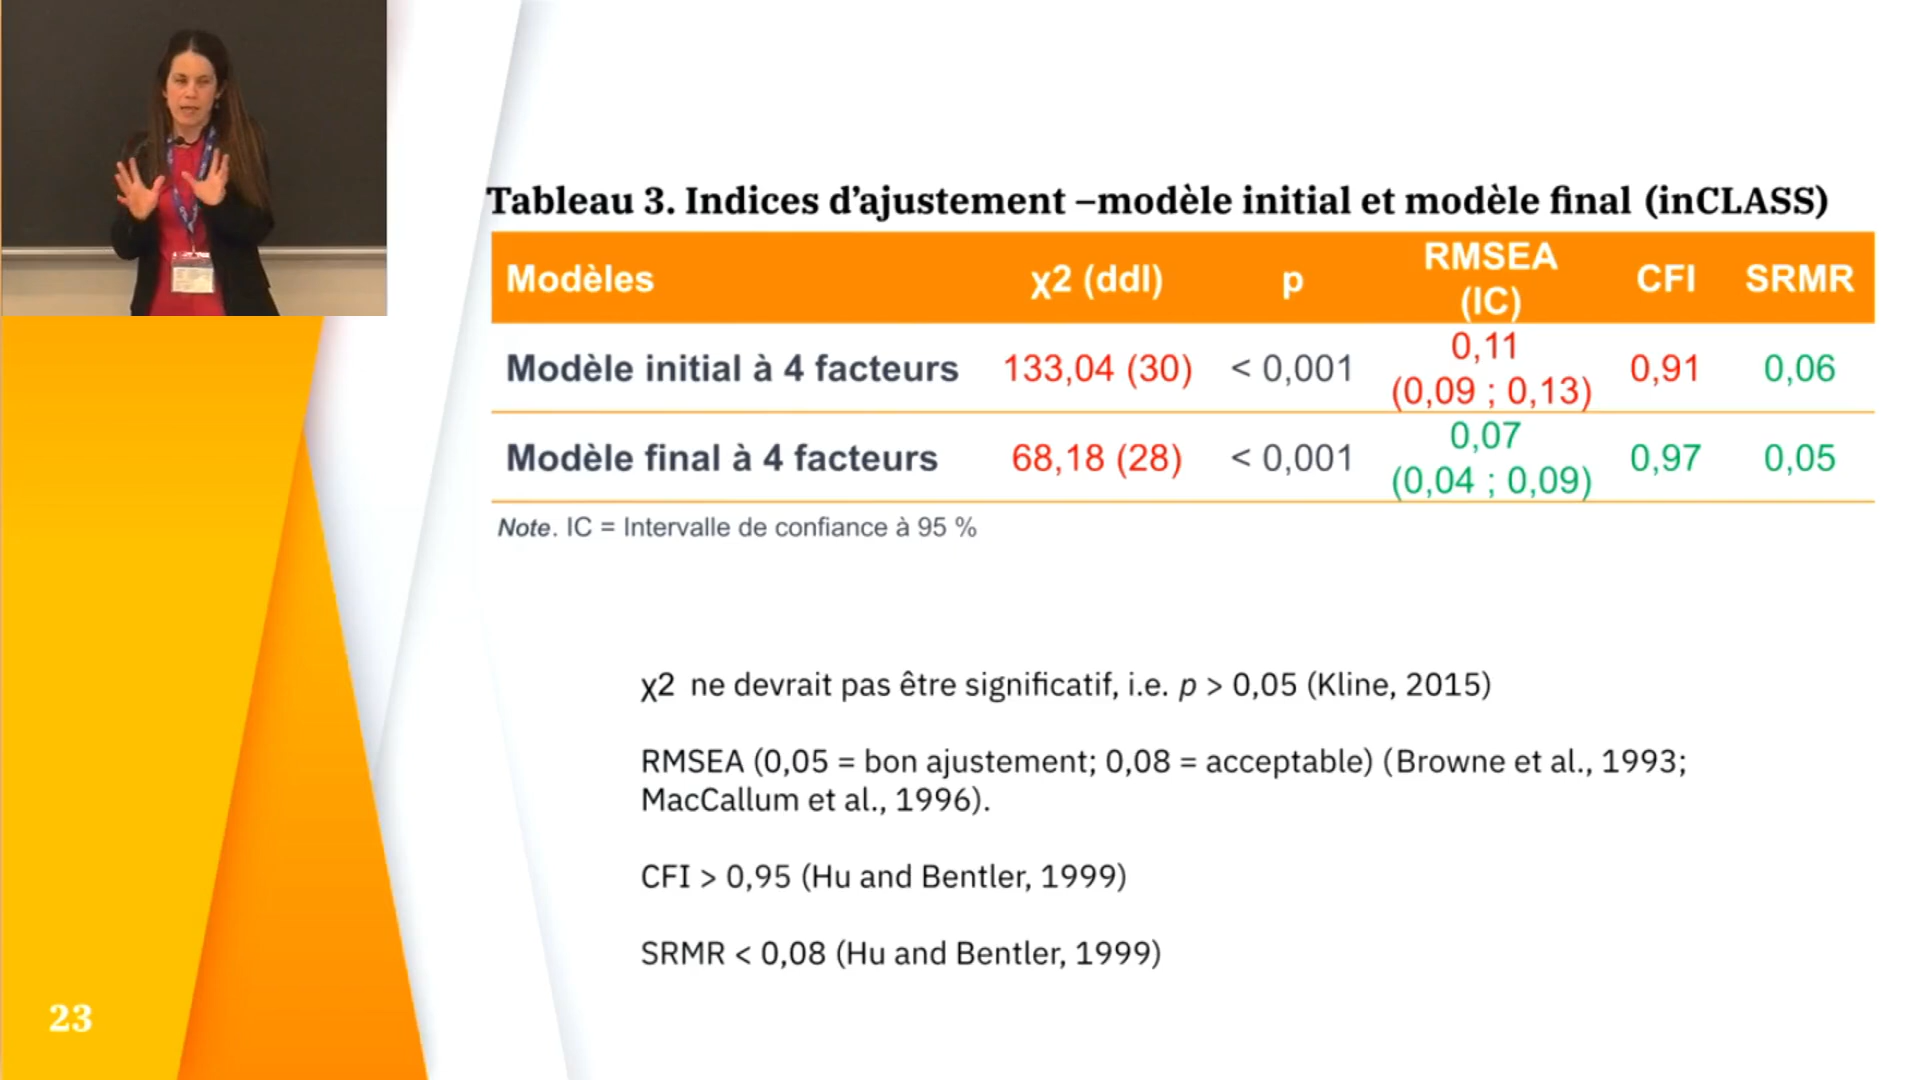 Tableau 3. Indices d’ajustement –modèle initial et modèle final (inCLASS)
Modèles χ2 (ddl) p RMSEA (IC) CFI SRMR
Modèle initial à 4 facteurs 133,04 (30) < 0,001 0,11 (0,09 ; 0,13) 0,91 0,06
Modèle final à 4 facteurs 68,18 (28) < 0,001 0,07 (0,04 ; 0,09) 0,97 0,05
Note. IC = Intervalle de confiance à 95 %
χ2 ne devrait pas être significatif, i.e. p > 0,05 (Kline, 2015)
RMSEA (0,05 = bon ajustement; 0,08 = acceptable) (Browne et al., 1993;
MacCallum et al., 1996).
CFI > 0,95 (Hu and Bentler, 1999)
SRMR < 0,08 (Hu and Bentler, 1999)
23